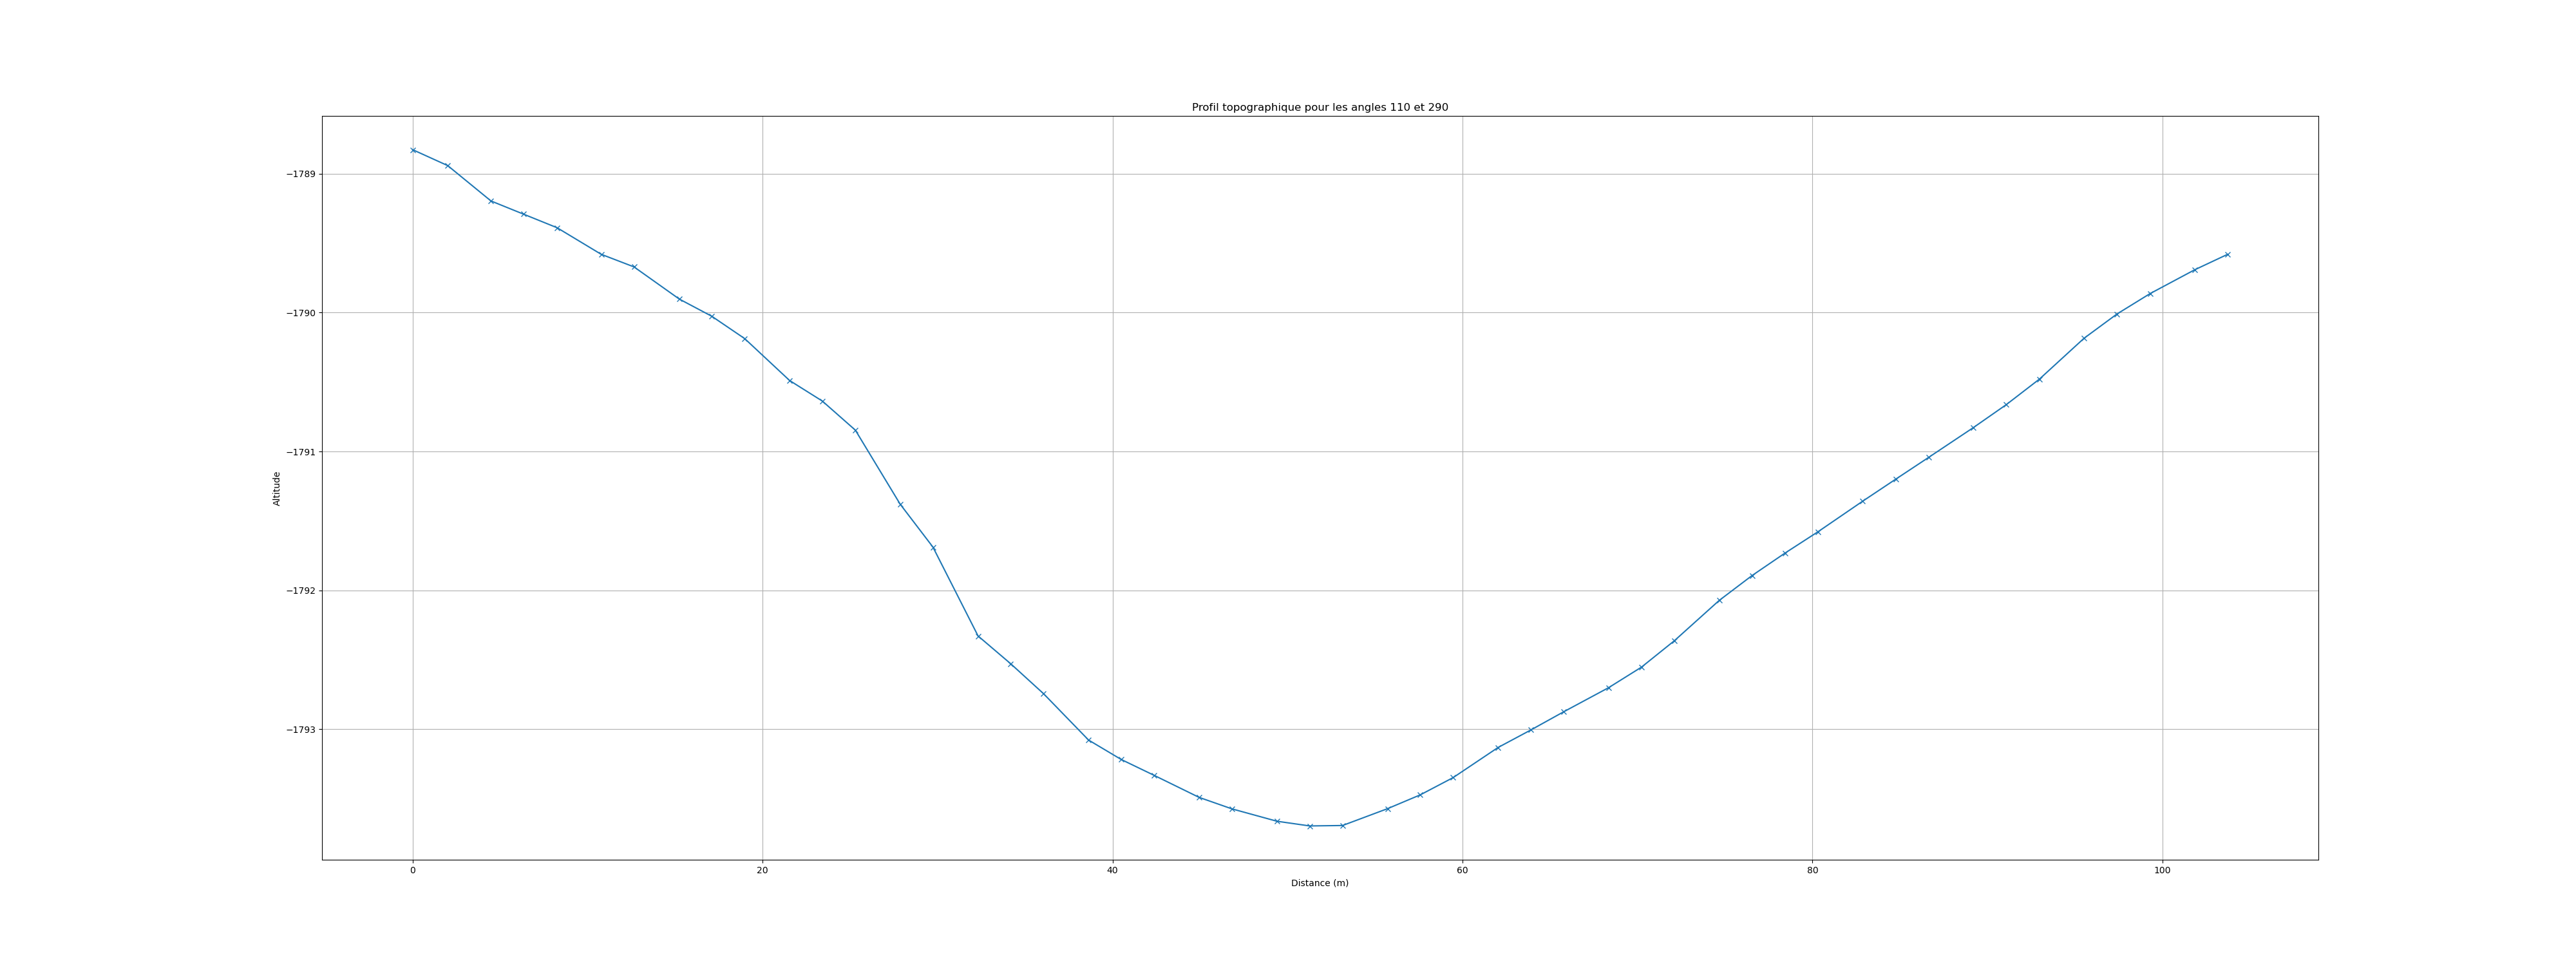 Profil topographique pour les angles 110 et 290
−1789
−1790
−1791
−1792
−1793
Altitude
0 20 40 60 80 100
Distance (m)